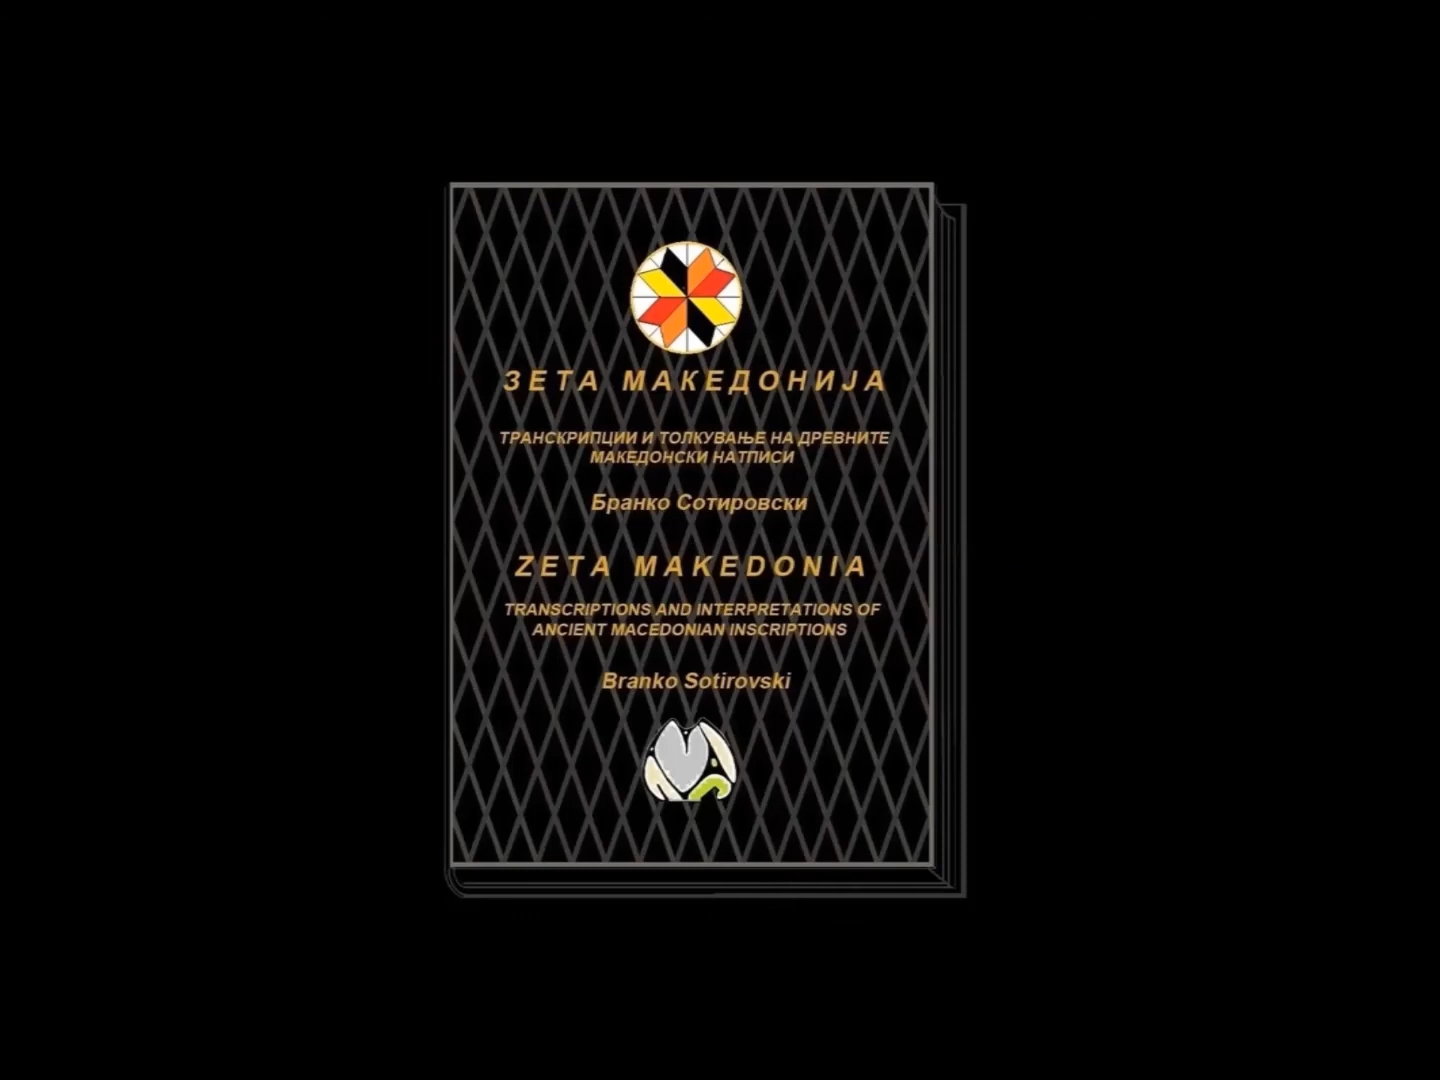 ЗЕТА МАКЕДОНИЈА
ТРАНСКРИПЦИИ И ТОЛКУВАЊЕ НА ДРЕВНИТЕ
МАКЕДОНСКИ НАТПИСИ
Бранко Сотировски
ZETA MAKEDONIA
TRANSCRIPTIONS AND INTERPRETATIONS OF
ANCIENT MACEDONIAN INSCRIPTIONS
Branko Sotirovski